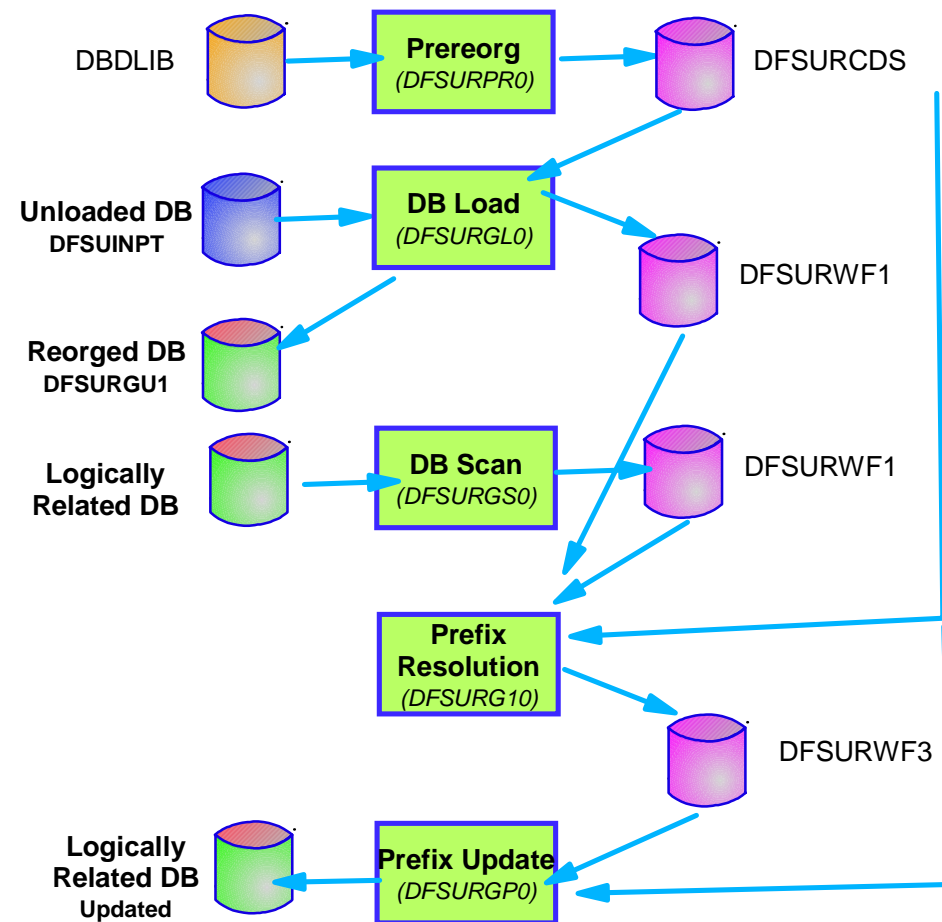 DBDLIB
Prereorg
(DFSURPR0)
DFSURCDS
Unloaded DB
DFSUINPT
DB Load
(DFSURGL0)
DFSURWF1
Reorged DB
DFSURGU1
Logically
Related DB
DB Scan
(DFSURGS0)
DFSURWF1
Prefix
Resolution
(DFSURG10)
DFSURWF3
Logically
Related DB
Updated
Prefix Update
(DFSURGP0)